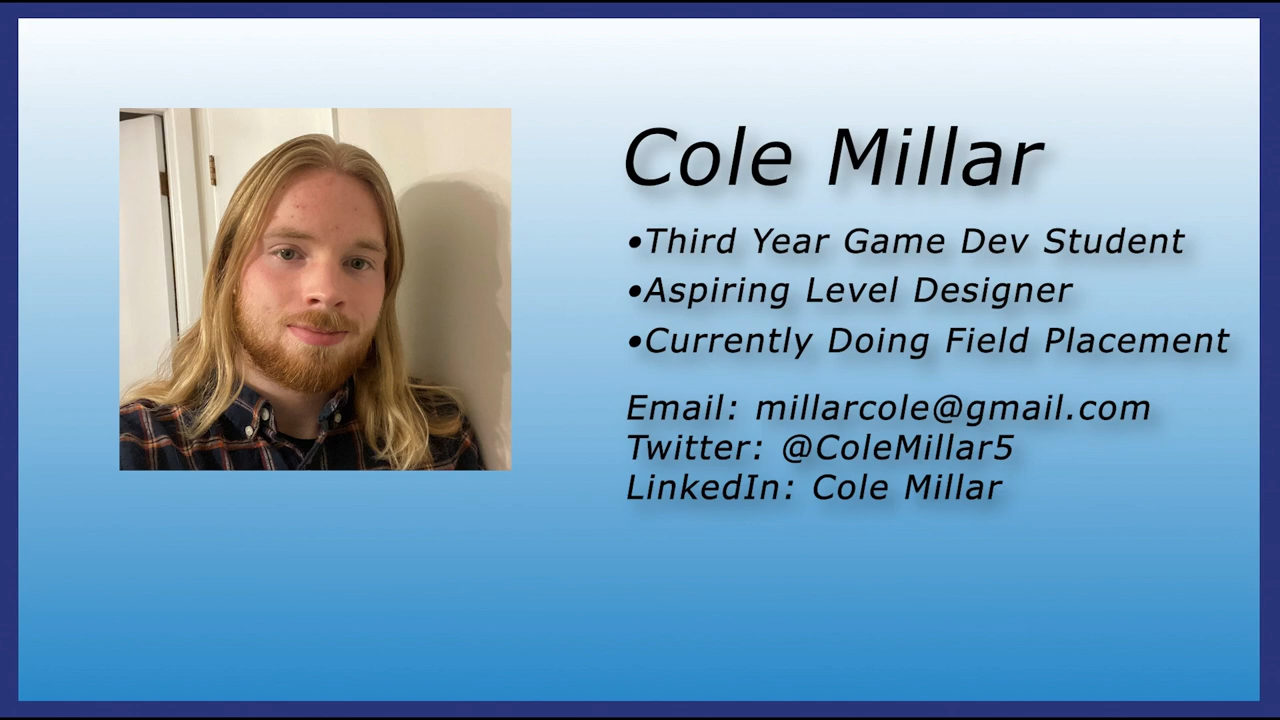 Cole Millar
•Third Year Game Dev Student
•Aspiring Level Designer
•Currently Doing Field Placement
Email: millarcole@gmail.com
Twitter: @ColeMillar5
LinkedIn: Cole Millar